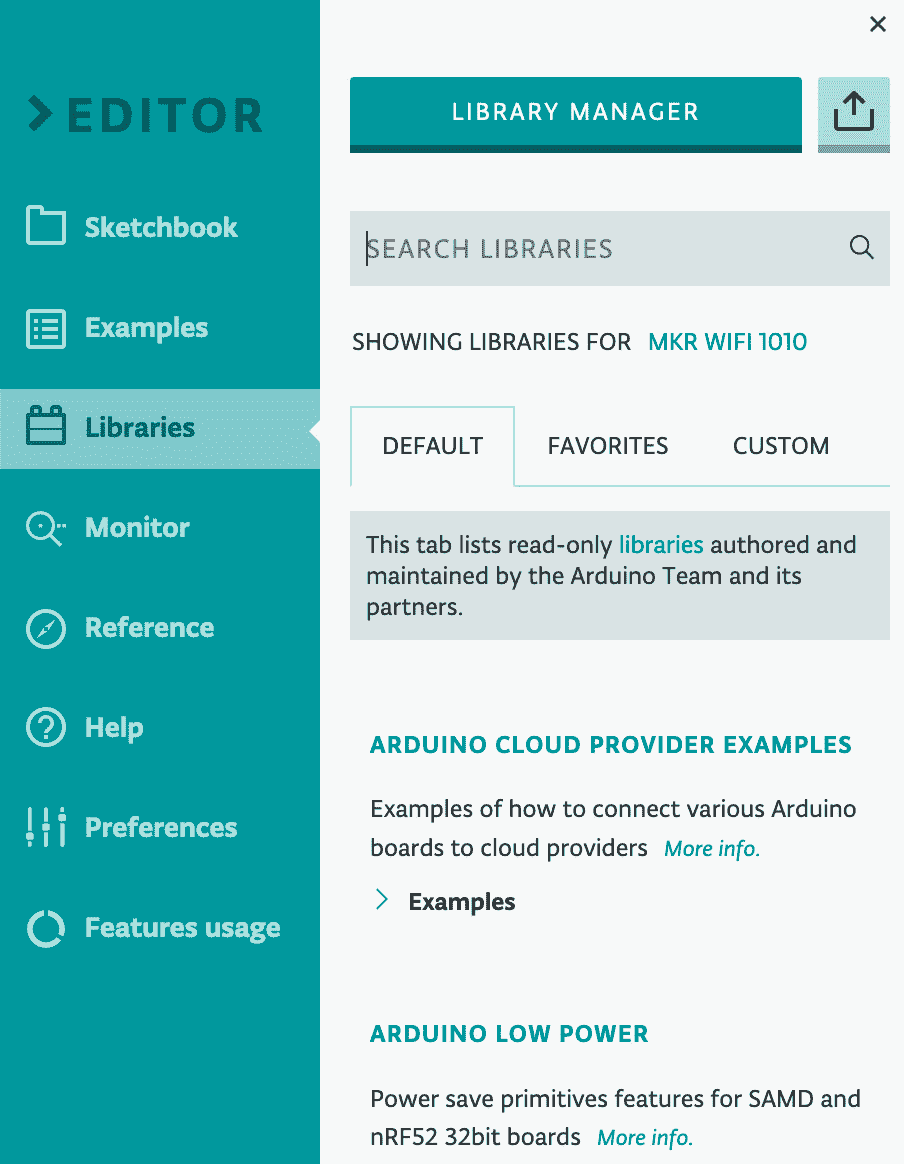 EDITOR
Sketchbook
Examples
Libraries
Monitor
Reference
Help
Preferences
Features usage
LIBRARY MANAGER
SEARCH LIBRARIES
SHOWING LIBRARIES FOR MKR WIFI 1010
DEFAULT FAVORITES CUSTOM
This tab lists read-only libraries authored and
maintained by the Arduino Team and its
partners.
ARDUINO CLOUD PROVIDER EXAMPLES
Examples of how to connect various Arduino
boards to cloud providers More info.
Examples
ARDUINO LOW POWER
Power save primitives features for SAMD and
nRF52 32bit boards More info.